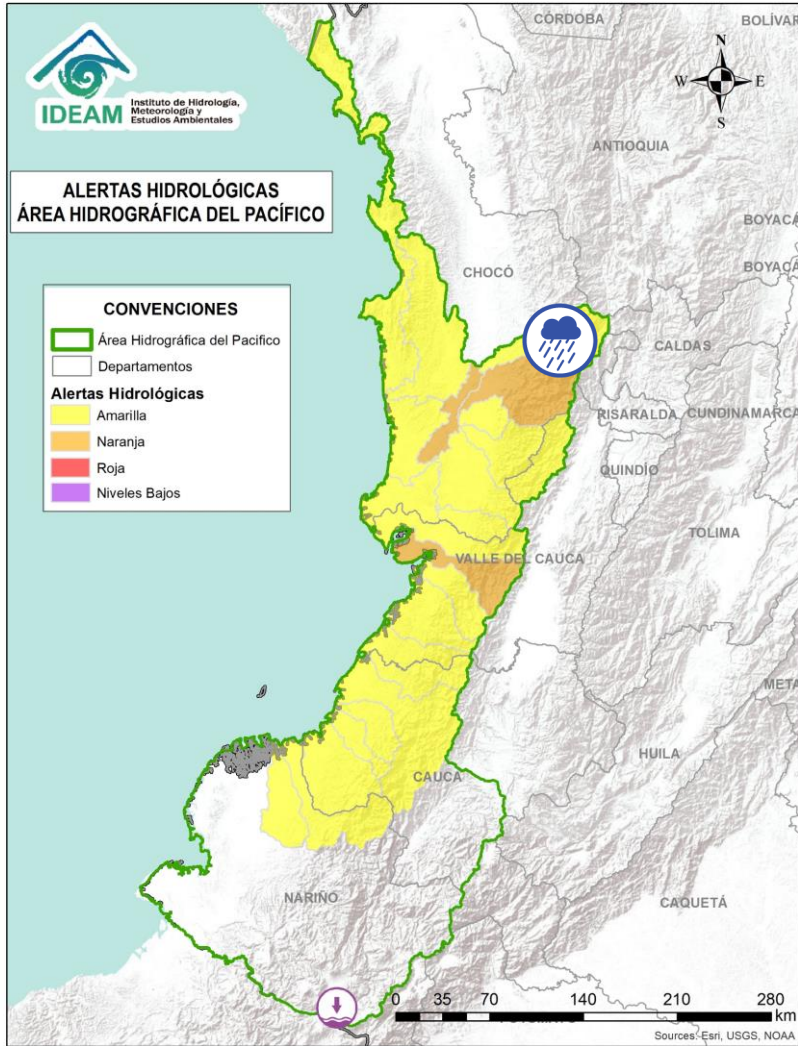 IDEAM
Instituto de Hidrología,
Meteorología y
Estudios Ambientales
ALERTAS HIDROLÓGICAS
ÁREA HIDROGRÁFICA DEL PACÍFICO
CONVENCIONES
Área Hidrográfica del Pacífico
Departamentos
Alertas Hidrológicas
Amarilla
Naranja
Roja
Niveles Bajos
N
W E
S
CÓRDOBA
BOLÍVAR
ANTIOQUIA
BOYACÁ
BOYACÁ
CHOCÓ
CALDAS
RISARALDA
CUNDINAMARCA
QUINDÍO
TOLIMA
VALLE DEL CAUCA
META
HUILA
CAUCA
NARIÑO
CAQUETÁ
0 35 70 140 210 280
km
Sources: Esri, USGS, NOAA